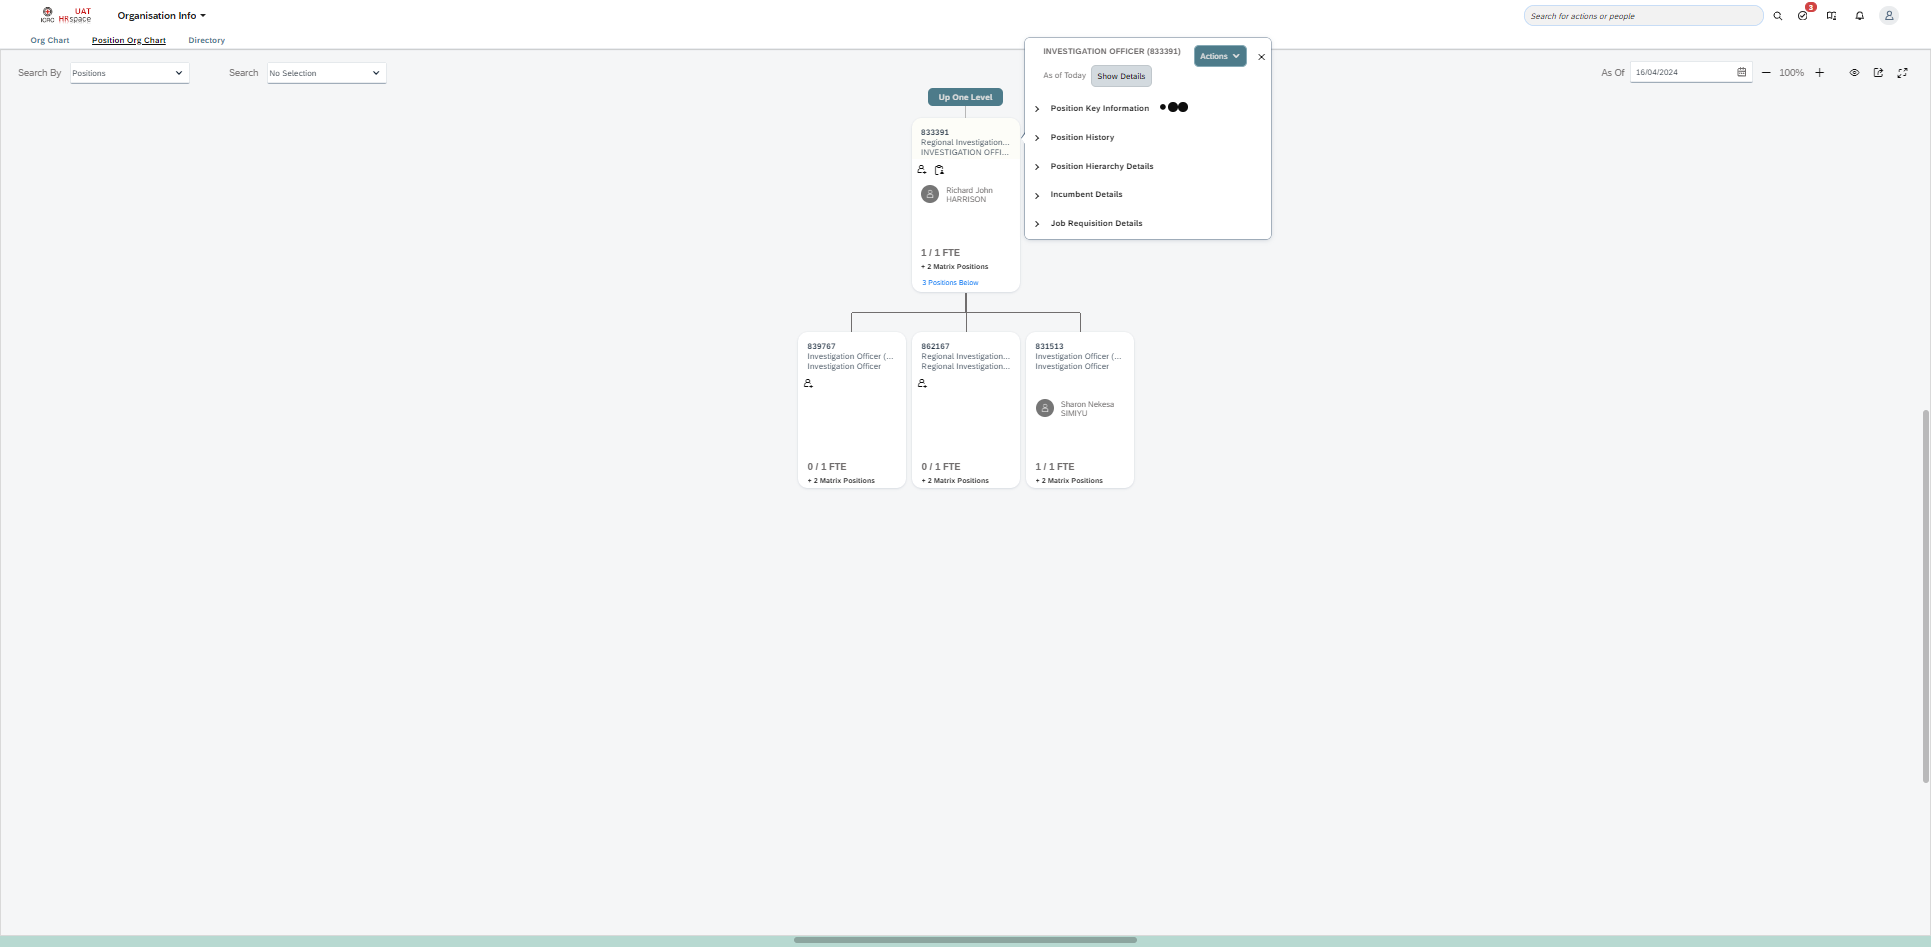 ICRC
UAT
HRspace
Organisation Info
Search for actions or people
3
Org Chart
Position Org Chart
Directory
Search By
Positions
Search
No Selection
As Of
16/04/2024
100%
INVESTIGATION OFFICER (833391)
Actions
As of Today
Show Details
Position Key Information
Position History
Position Hierarchy Details
Incumbent Details
Job Requisition Details
Up One Level
833391
Regional Investigation...
INVESTIGATION OFFI...
Richard John
HARRISON
1 / 1 FTE
+ 2 Matrix Positions
3 Positions Below
839767
Investigation Officer (...
Investigation Officer
0 / 1 FTE
+ 2 Matrix Positions
862167
Regional Investigation...
Regional Investigation...
0 / 1 FTE
+ 2 Matrix Positions
831513
Investigation Officer (...
Investigation Officer
Sharon Nekesa
SIMIYU
1 / 1 FTE
+ 2 Matrix Positions